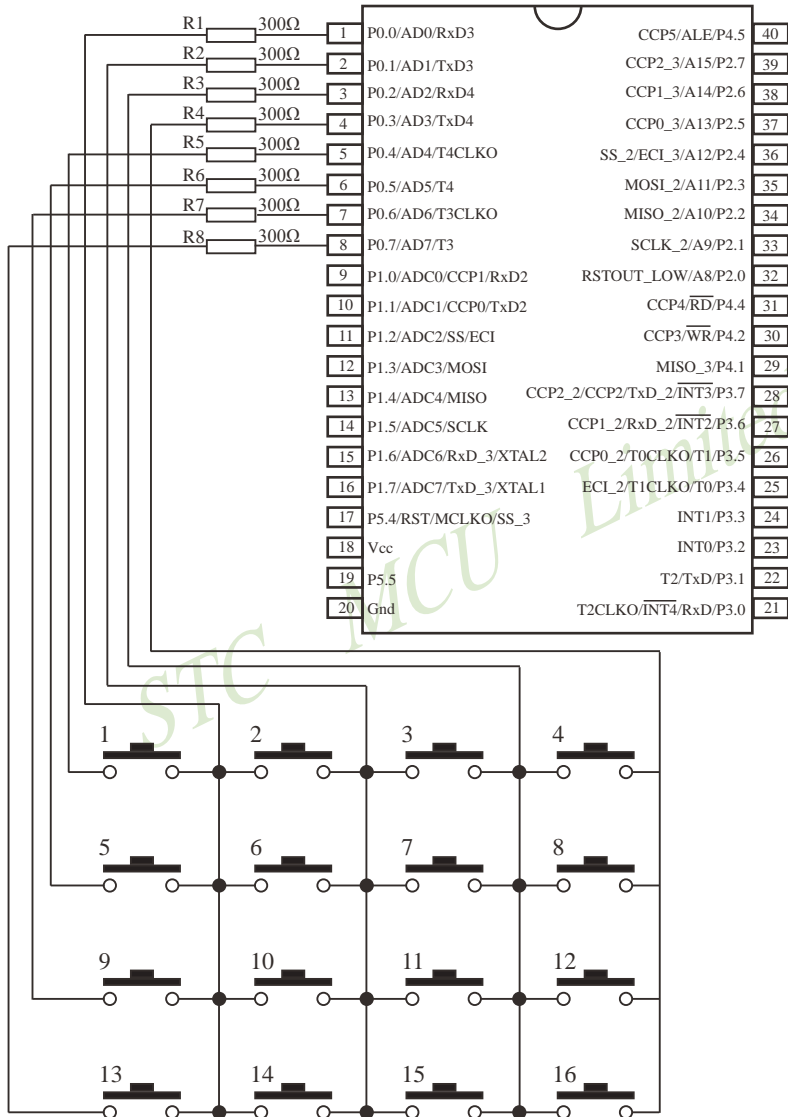 R1 300Ω 1 P0.0/AD0/RxD3 CCP5/ALE/P4.5 40
R2 300Ω 2 P0.1/AD1/TxD3 CCP2_3/A15/P2.7 39
R3 300Ω 3 P0.2/AD2/RxD4 CCP1_3/A14/P2.6 38
R4 300Ω 4 P0.3/AD3/TxD4 CCP0_3/A13/P2.5 37
R5 300Ω 5 P0.4/AD4/T4CLKO SS_2/ECI_3/A12/P2.4 36
R6 300Ω 6 P0.5/AD5/T4 MOSI_2/A11/P2.3 35
R7 300Ω 7 P0.6/AD6/T3CLKO MISO_2/A10/P2.2 34
R8 300Ω 8 P0.7/AD7/T3 SCLK_2/A9/P2.1 33
9 P1.0/ADC0/CCP1/RxD2 RSTOUT_LOW/A8/P2.0 32
10 P1.1/ADC1/CCP0/TxD2 CCP4/RD/P4.4 31
11 P1.2/ADC2/SS/ECI CCP3/WR/P4.2 30
12 P1.3/ADC3/MOSI MISO_3/P4.1 29
13 P1.4/ADC4/MISO CCP2_2/CCP2/TxD_2/INT3/P3.7 28
14 P1.5/ADC5/SCLK CCP1_2/RxD_2/INT2/P3.6 27
15 P1.6/ADC6/RxD_3/XTAL2 CCP0_2/T0CLKO/T1/P3.5 26
16 P1.7/ADC7/TxD_3/XTAL1 ECI_2/T1CLKO/T0/P3.4 25
17 P5.4/RST/MCLKO/SS_3 INT1/P3.3 24
18 Vcc INT0/P3.2 23
19 P5.5 T2/TxD/P3.1 22
20 Gnd T2CLKO/INT4/RxD/P3.0 21
STC MCU Limited
1 2 3 4
5 6 7 8
9 10 11 12
13 14 15 16